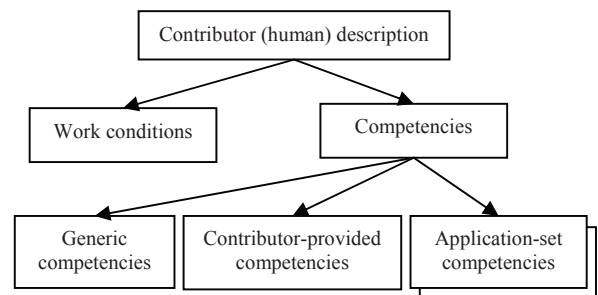 Contributor (human) description
Work conditions
Competencies
Generic
competencies
Contributor-provided
competencies
Application-set
competencies